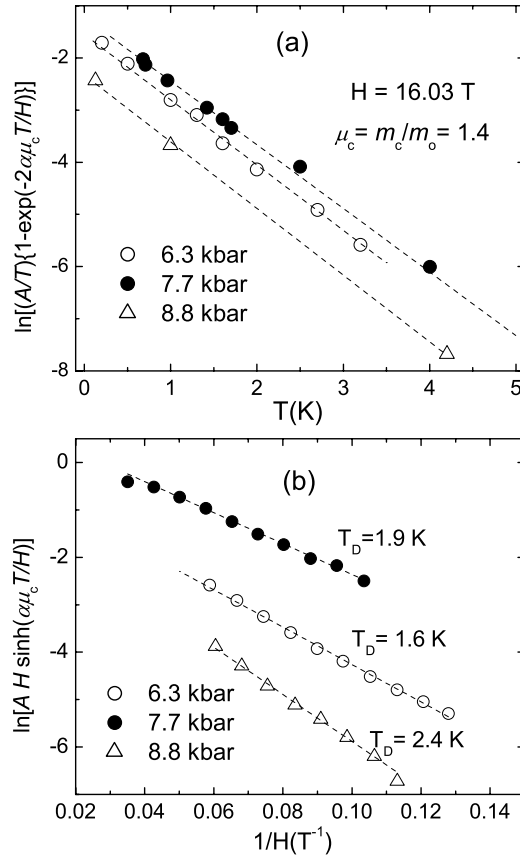 (a)
H = 16.03 T
μc = mc/mo = 1.4
6.3 kbar
7.7 kbar
8.8 kbar
ln[(A/T){1-exp(-2αμcT/H)}]
-2
-4
-6
-8
0 1 2 3 4 5
T(K)
(b)
TD=1.9 K
TD=1.6 K
TD= 2.4 K
6.3 kbar
7.7 kbar
8.8 kbar
ln[A H sinh(αμcT/H)]
0
-2
-4
-6
0.02 0.04 0.06 0.08 0.10 0.12 0.14
1/H(T-1)